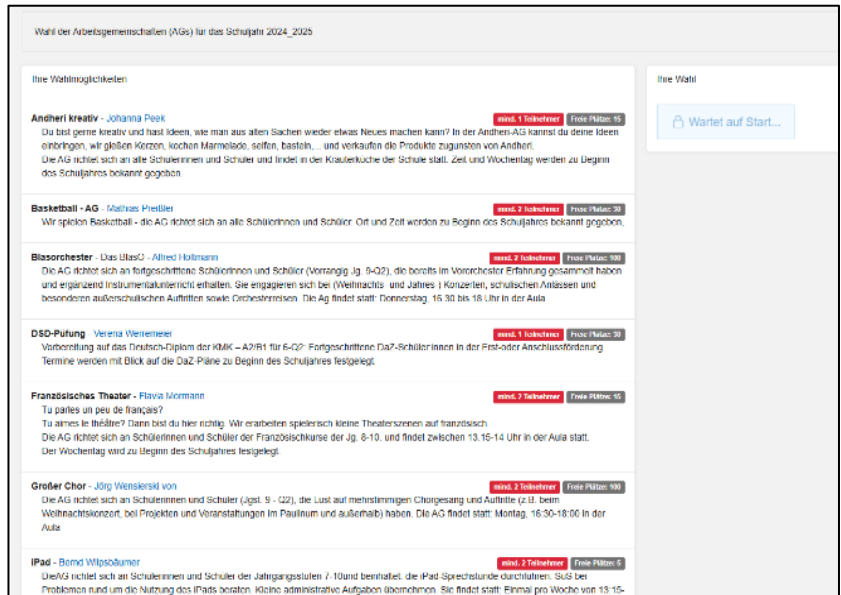 Wahl der Arbeitsgemeinschaften (AGs) für das Schuljahr 2024_2025
Ihre Wahlmöglichkeiten
Ihre Wahl
Wartet auf Start...
Andheri kreativ - Johanna Peek mind. 1 Teilnehmer Freie Plätze: 15
Du bist gerne kreativ und hast Ideen, wie man aus alten Sachen wieder etwas Neues machen kann? In der Andheri-AG kannst du deine Ideen
einbringen, wir gießen Kerzen, kochen Marmelade, seifen, basteln,... und verkaufen die Produkte zugunsten von Andheri.
Die AG richtet sich an alle Schülerinnen und Schüler und findet in der Kräuterküche der Schule statt. Zeit und Wochentag werden zu Beginn
des Schuljahres bekannt gegeben.
Basketball - AG - Mathias Preißler mind. 2 Teilnehmer Freie Plätze: 30
Wir spielen Basketball - die AG richtet sich an alle Schülerinnen und Schüler. Ort und Zeit werden zu Beginn des Schuljahres bekannt gegeben.
Blasorchester - Das BlasO - Alfred Holtmann mind. 2 Teilnehmer Freie Plätze: 100
Die AG richtet sich an fortgeschrittene Schülerinnen und Schüler (Vorrangig Jg. 9-Q2), die bereits im Vororchester Erfahrung gesammelt haben
und ergänzend Instrumentalunterricht erhalten. Sie engagieren sich bei (Weihnachts- und Jahres-) Konzerten, schulischen Anlässen und
besonderen außerschulischen Auftritten sowie Orchesterreisen. Die Ag findet statt: Donnerstag, 16.30 bis 18 Uhr in der Aula
DSD-Püfung - Verena Werremeier mind. 1 Teilnehmer Freie Plätze: 30
Vorbereitung auf das Deutsch-Diplom der KMK – A2/B1 für 6-Q2: Fortgeschrittene DaZ-Schüler:innen in der Erst-oder Anschlussförderung
Termine werden mit Blick auf die DaZ-Pläne zu Beginn des Schuljahres festgelegt.
Französisches Theater - Flavia Mormann mind. 2 Teilnehmer Freie Plätze: 15
Tu parles un peu de français?
Tu aimes le théâtre? Dann bist du hier richtig. Wir erarbeiten spielerisch kleine Theaterszenen auf französisch.
Die AG richtet sich an Schülerinnen und Schüler der Französischkurse der Jg. 8-10. und findet zwischen 13.15-14 Uhr in der Aula statt.
Der Wochentag wird zu Beginn des Schuljahres festgelegt.
Großer Chor - Jörg Wensierski von mind. 2 Teilnehmer Freie Plätze: 100
Die AG richtet sich an Schülerinnen und Schüler (Jgst. 9 - Q2), die Lust auf mehrstimmigen Chorgesang und Auftritte (z.B. beim
Weihnachtskonzert, bei Projekten und Veranstaltungen im Paulinum und außerhalb) haben. Die AG findet statt: Montag, 16:30-18:00 in der
Aula
iPad - Bernd Wilpsbäumer mind. 2 Teilnehmer Freie Plätze: 5
DieAG richtet sich an Schülerinnen und Schüler der Jahrgangsstufen 7-10und beinhaltet: die iPad-Sprechstunde durchführen. SuS bei
Problemen rund um die Nutzung des iPads beraten. Kleine administrative Aufgaben übernehmen. Sie findet statt: Einmal pro Woche von 13:15-